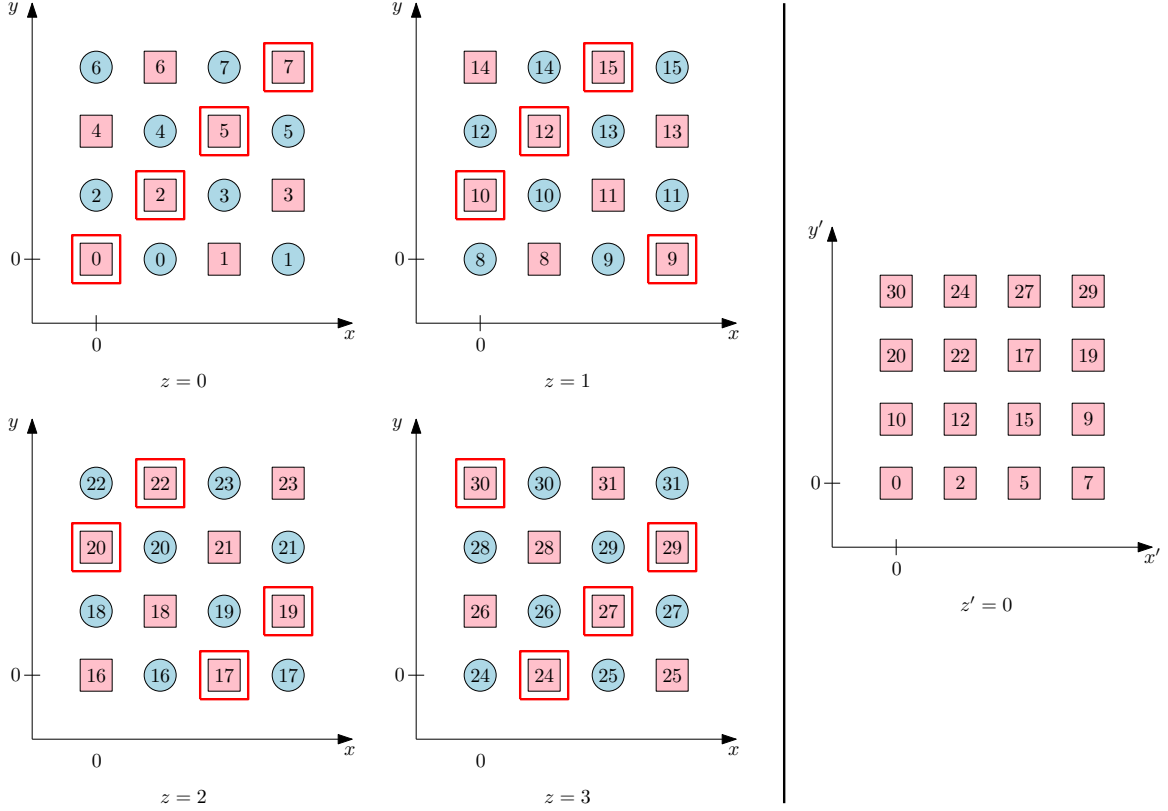 y
6 6 7 7
4 4 5 5
2 2 3 3
0 0 0 1 1
x
0
z = 0
y
14 14 15 15
12 12 13 13
10 10 11 11
0 8 8 9 9
x
0
z = 1
y
22 22 23 23
20 20 21 21
18 18 19 19
0 16 16 17 17
x
0
z = 2
y
30 30 31 31
28 28 29 29
26 26 27 27
0 24 24 25 25
x
0
z = 3
y′
30 24 27 29
20 22 17 19
10 12 15 9
0 0 2 5 7
x′
0
z′ = 0